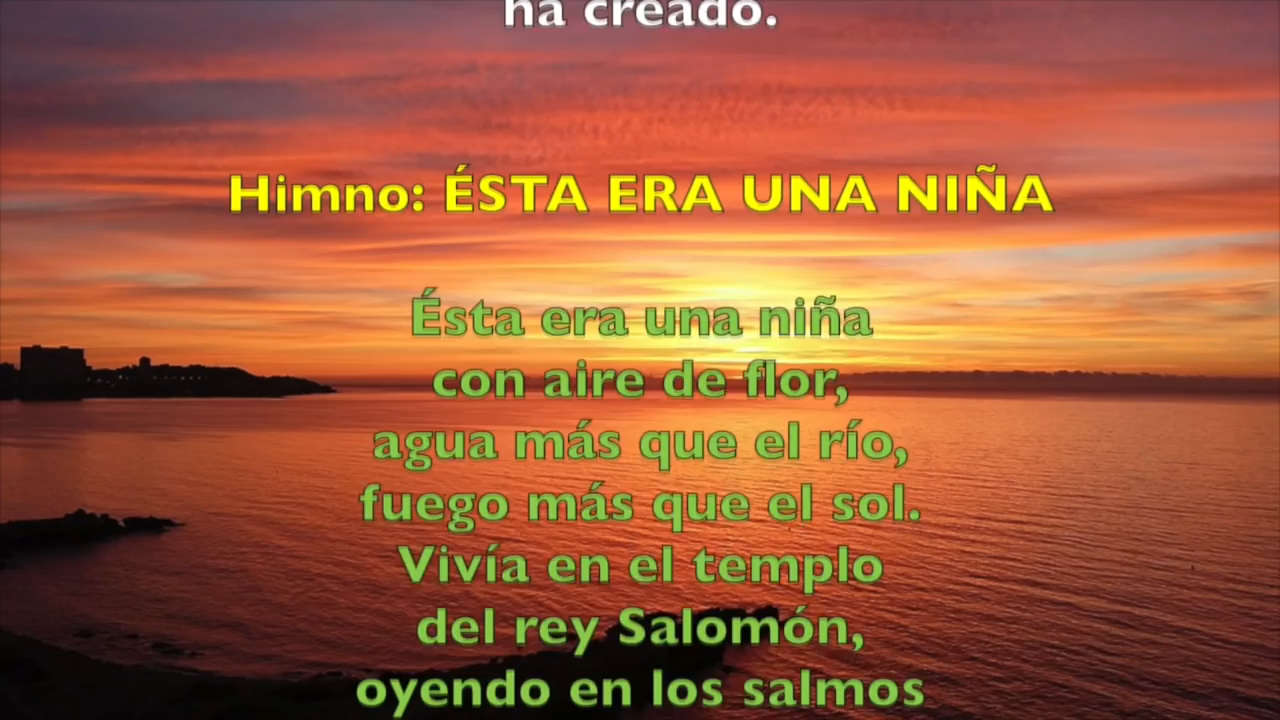 ha creado.
Himno: ÉSTA ERA UNA NIÑA
Ésta era una niña
con aire de flor,
agua más que el río,
fuego más que el sol.
Vivía en el templo
del rey Salomón,
oyendo en los salmos